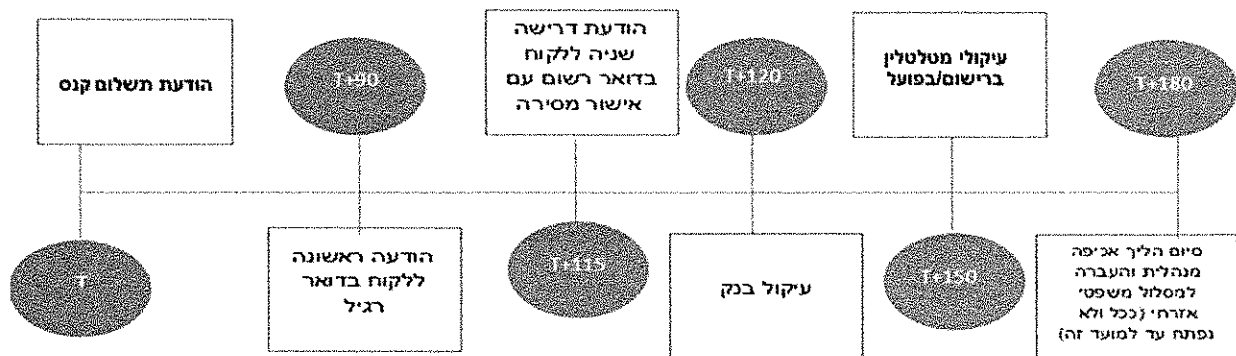 הודעת תשלום קנס
T+90
הודעת דרישה
שניה ללקוח
בדואר רשום עם
אישור מסירה
T+120
עיקולי מטלטלין
ברישום/בפועל
T+180
T
הודעה ראשונה
ללקוח בדואר
רגיל
T+115
עיקול בנק
T+150
סיום הליך אכיפה
מנהלית והעברה
למסלול משפטי
אזרחי (ככל ולא
נפתח עד למועד זה)